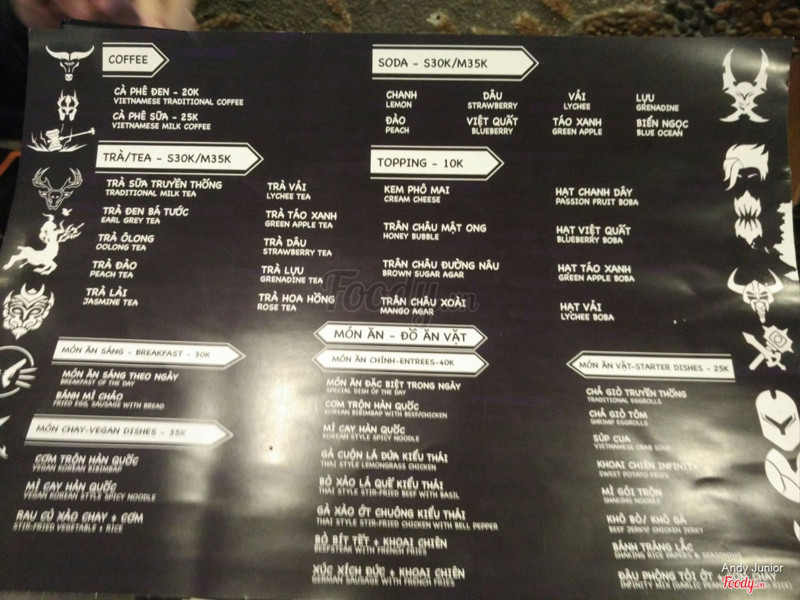 COFFEE
CÀ PHÊ ĐEN - 20K
VIETNAMESE TRADITIONAL COFFEE
CÀ PHÊ SỮA - 25K
VIETNAMESE MILK COFFEE
TRÀ/TEA - S30K/M35K
TRÀ SỮA TRUYỀN THỐNG
TRADITIONAL MILK TEA
TRÀ ĐEN BÁ TƯỚC
EARL GREY TEA
TRÀ ÔLONG
OOLONG TEA
TRÀ ĐÀO
PEACH TEA
TRÀ LÀI
JASMINE TEA
TRÀ VẢI
LYCHEE TEA
TRÀ TÁO XANH
GREEN APPLE TEA
TRÀ DÂU
STRAWBERRY TEA
TRÀ LỰU
GRENADINE TEA
TRÀ HOA HỒNG
ROSE TEA
SODA - S30K/M35K
CHANH
LEMON
DÂU
STRAWBERRY
VẢI
LYCHEE
LỰU
GRENADINE
ĐÀO
PEACH
VIỆT QUẤT
BLUEBERRY
TÁO XANH
GREEN APPLE
BIỂN NGỌC
BLUE OCEAN
TOPPING - 10K
KEM PHÔ MAI
CREAM CHEESE
TRÂN CHÂU MẬT ONG
HONEY BUBBLE
TRÂN CHÂU ĐƯỜNG NÂU
BROWN SUGAR AGAR
TRÂN CHÂU XOÀI
MANGO AGAR
HẠT CHANH DÂY
PASSION FRUIT BOBA
HẠT VIỆT QUẤT
BLUEBERRY BOBA
HẠT TÁO XANH
GREEN APPLE BOBA
HẠT VẢI
LYCHEE BOBA
MÓN ĂN - ĐỒ ĂN VẶT
MÓN ĂN SÁNG - BREAKFAST - 30K
MÓN ĂN SÁNG THEO NGÀY
BREAKFAST OF THE DAY
BÁNH MÌ CHẢO
FRIED EGG, SAUSAGE WITH BREAD
MÓN CHAY-VEGAN DISHES - 35K
CƠM TRỘN HÀN QUỐC
VEGAN KOREAN BIBIMBAP
MÌ CAY HÀN QUỐC
VEGAN KOREAN STYLE SPICY NOODLE
RAU CỦ XÀO CHAY + CƠM
STIR-FRIED VEGETABLE + RICE
MÓN ĂN CHÍNH-ENTREES-40K
MÓN ĂN ĐẶC BIỆT TRONG NGÀY
SPECIAL DISH OF THE DAY
CƠM TRỘN HÀN QUỐC
KOREAN BIBIMBAP WITH BEEF/CHICKEN
MÌ CAY HÀN QUỐC
KOREAN STYLE SPICY NOODLE
GÀ CUỘN LÁ DỨA KIỂU THÁI
THAI STYLE LEMONGRASS CHICKEN
BÒ XÀO LÁ QUẾ KIỂU THÁI
THAI STYLE STIR-FRIED BEEF WITH BASIL
GÀ XÀO ỚT CHUÔNG KIỂU THÁI
THAI STYLE STIR-FRIED CHICKEN WITH BELL PEPPER
BÒ BÍT TẾT + KHOAI CHIÊN
BEEFSTEAK WITH FRENCH FRIES
XÚC XÍCH ĐỨC + KHOAI CHIÊN
GERMAN SAUSAGE WITH FRENCH FRIES
MÓN ĂN VẶT-STARTER DISHES - 25K
CHẢ GIÒ TRUYỀN THỐNG
TRADITIONAL EGGROLLS
CHẢ GIÒ TÔM
SHRIMP EGGROLLS
SÚP CUA
VIETNAMESE CRAB SOUP
KHOAI CHIÊN INFINITY
SWEET POTATO FRIES
MÌ GÓI TRỘN
SHAKING NOODLE
KHÔ BÒ/ KHÔ GÀ
BEEF JERKY/ CHICKEN JERKY
BÁNH TRÁNG LẮC
SHAKING RICE PAPERS & SEASONING
ĐẬU PHỘNG TỎI ỚT + CHAY
INFINITY MIX (GARLIC
Foody.vn
Andy Junior
Foody.vn